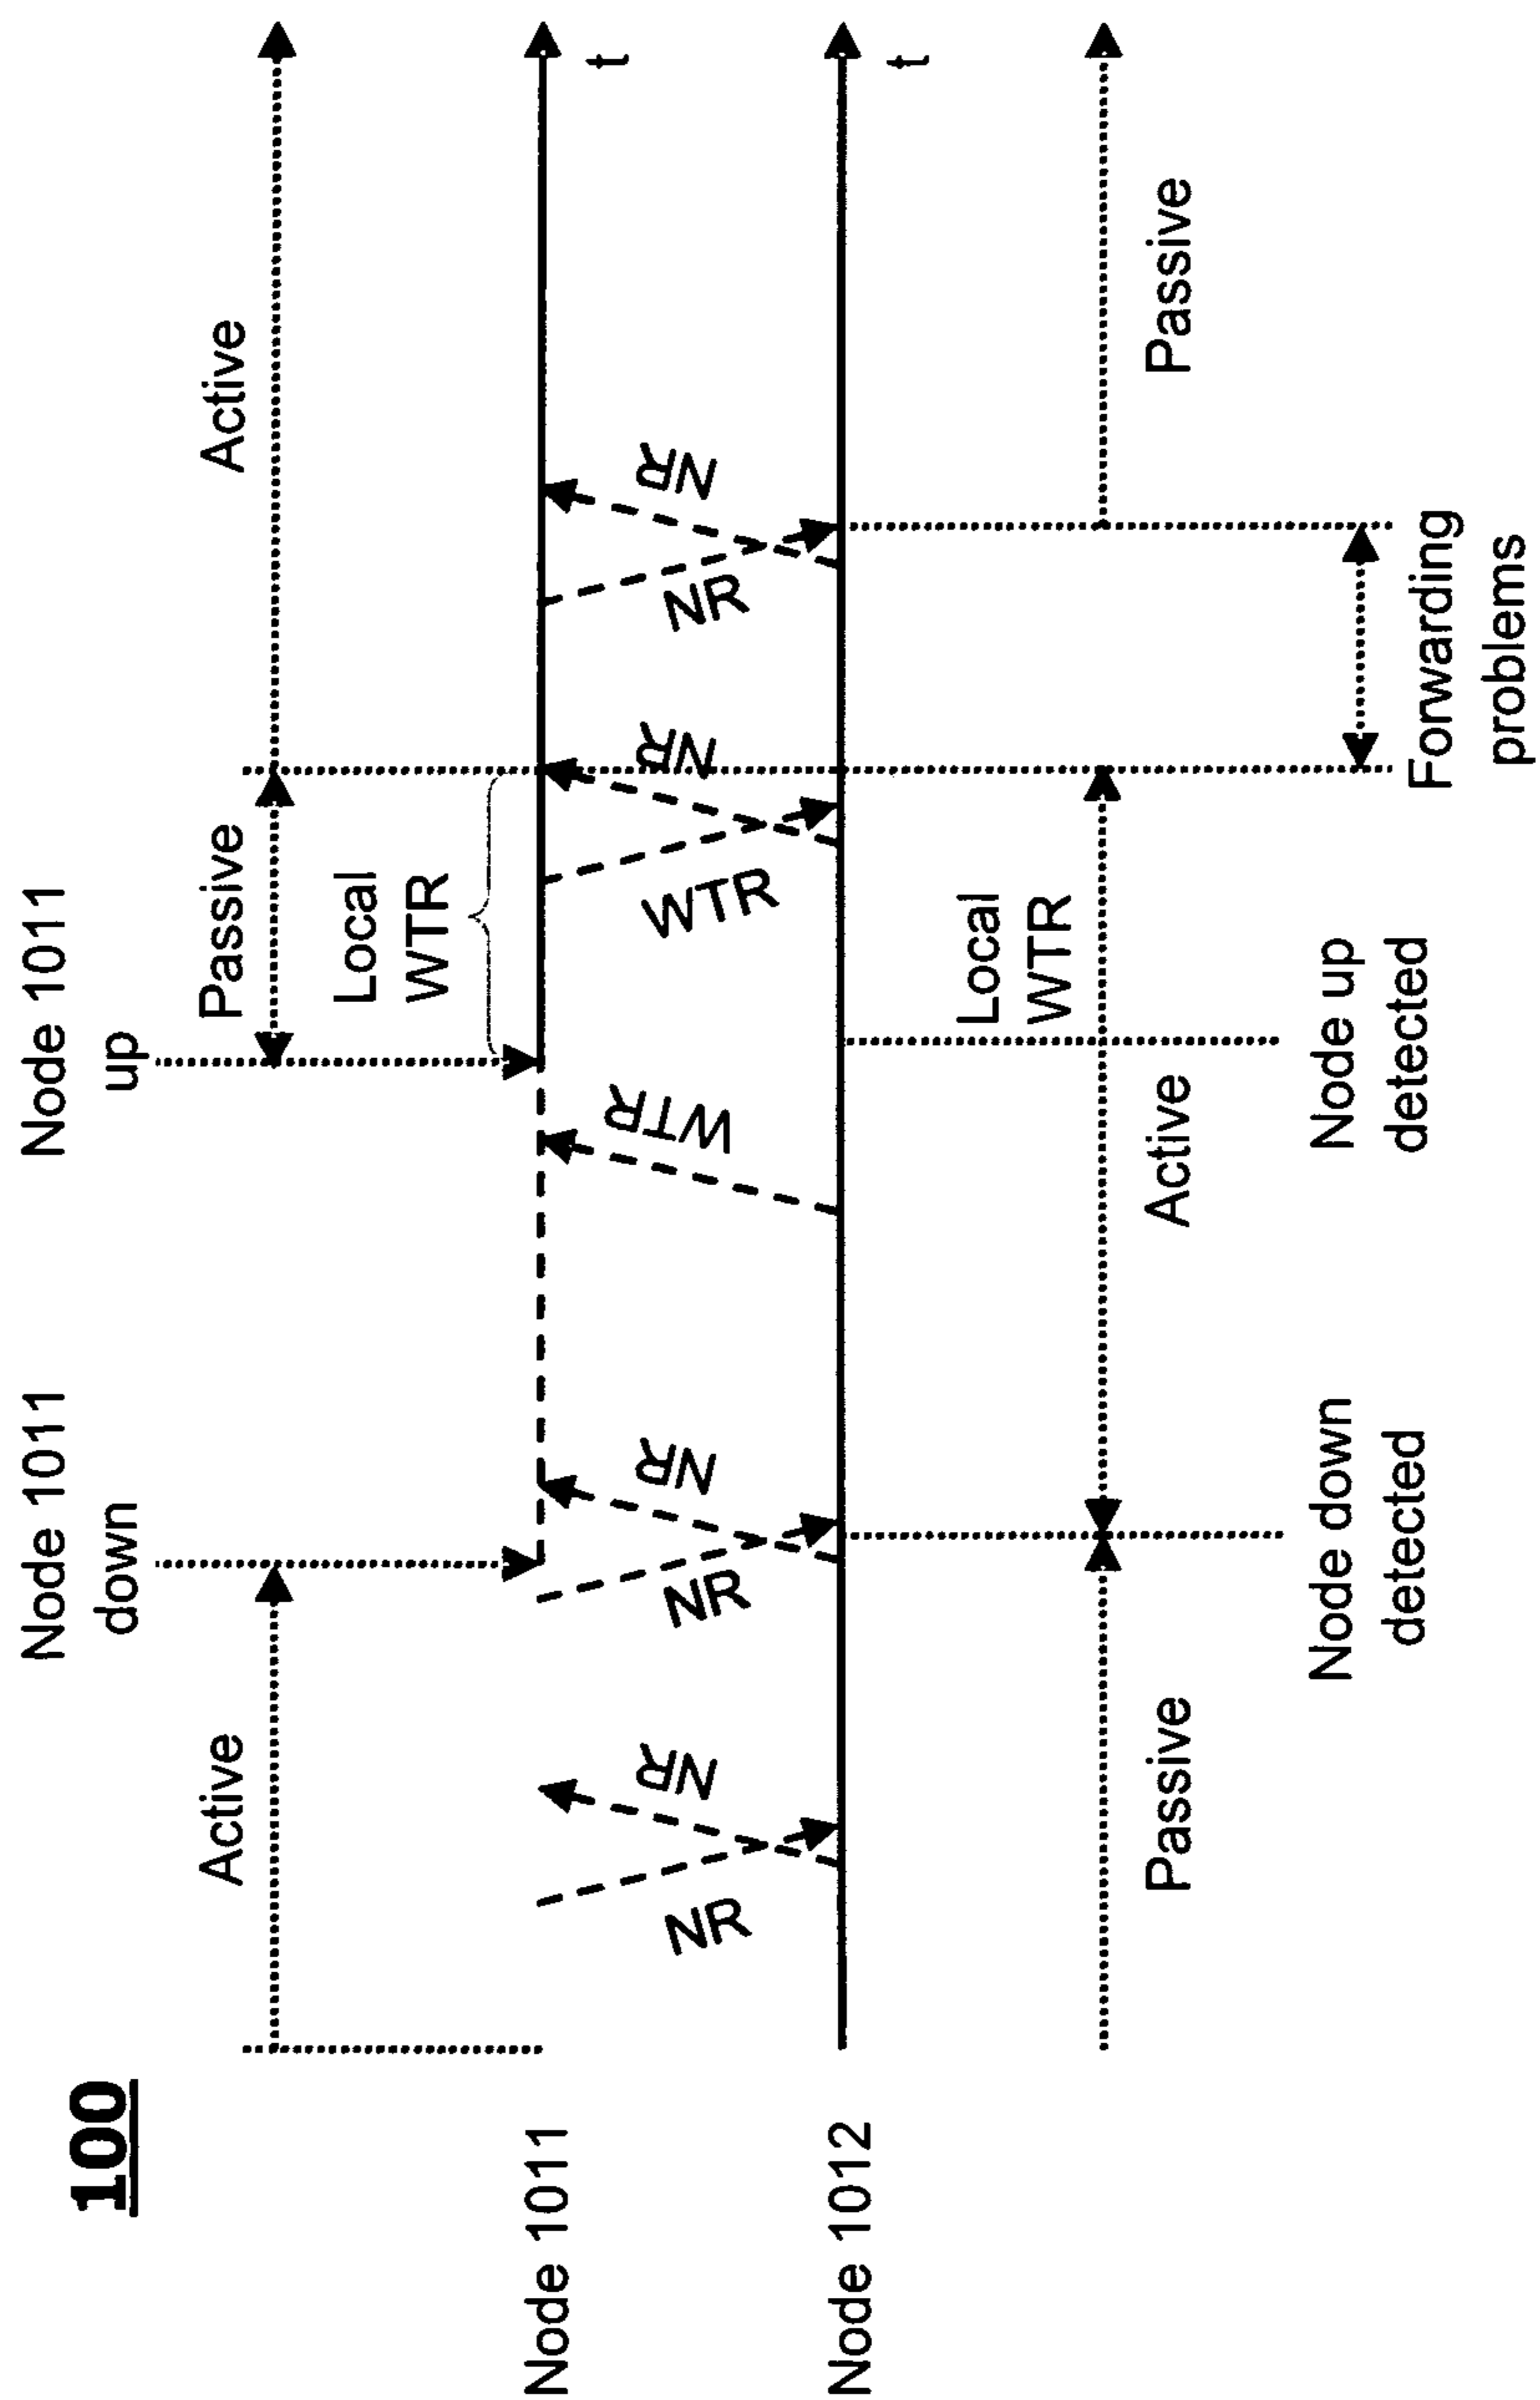 100
Node 1011
down
Node 1011
up
Active
Passive
Active
Local
WTR
Node 1011
t
NR
NR
NR
NR
WTR
WTR
NR
NR
NR
Node 1012
t
Local
WTR
Passive
Active
Passive
Node down
detected
Node up
detected
Forwarding
problems